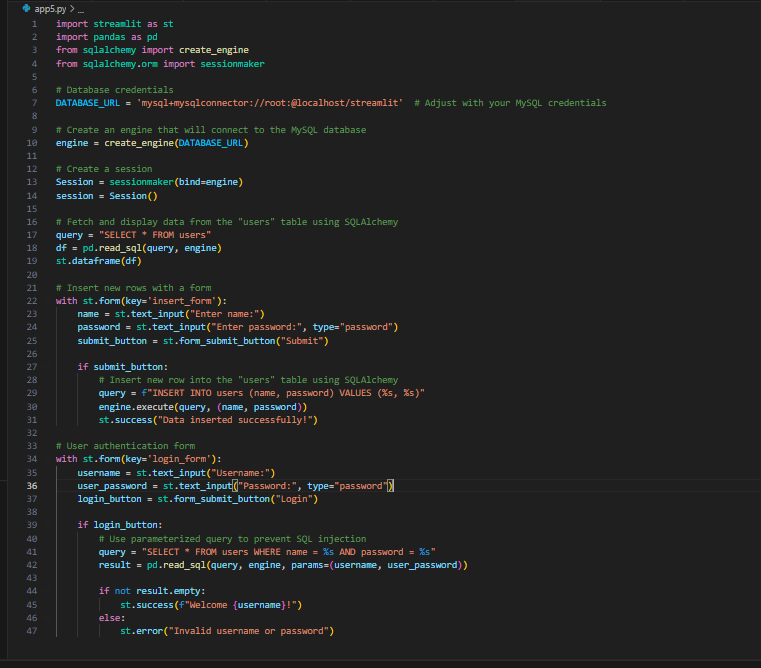 app5.py > ...
1 import streamlit as st
2 import pandas as pd
3 from sqlalchemy import create_engine
4 from sqlalchemy.orm import sessionmaker
5
6 # Database credentials
7 DATABASE_URL = 'mysql+mysqlconnector://root:@localhost/streamlit'  # Adjust with your MySQL credentials
8
9 # Create an engine that will connect to the MySQL database
10 engine = create_engine(DATABASE_URL)
11
12 # Create a session
13 Session = sessionmaker(bind=engine)
14 session = Session()
15
16 # Fetch and display data from the "users" table using SQLAlchemy
17 query = "SELECT * FROM users"
18 df = pd.read_sql(query, engine)
19 st.dataframe(df)
20
21 # Insert new rows with a form
22 with st.form(key='insert_form'):
23     name = st.text_input("Enter name:")
24     password = st.text_input("Enter password:", type="password")
25     submit_button = st.form_submit_button("Submit")
26
27     if submit_button:
28         # Insert new row into the "users" table using SQLAlchemy
29         query = f"INSERT INTO users (name, password) VALUES (%s, %s)"
30         engine.execute(query, (name, password))
31         st.success("Data inserted successfully!")
32
33 # User authentication form
34 with st.form(key='login_form'):
35     username = st.text_input("Username:")
36     user_password = st.text_input("Password:", type="password")
37     login_button = st.form_submit_button("Login")
38
39     if login_button:
40         # Use parameterized query to prevent SQL injection
41         query = "SELECT * FROM users WHERE name = %s AND password = %s"
42         result = pd.read_sql(query, engine, params=(username, user_password))
43
44         if not result.empty:
45             st.success(f"Welcome {username}!")
46         else:
47             st.error("Invalid username or password")